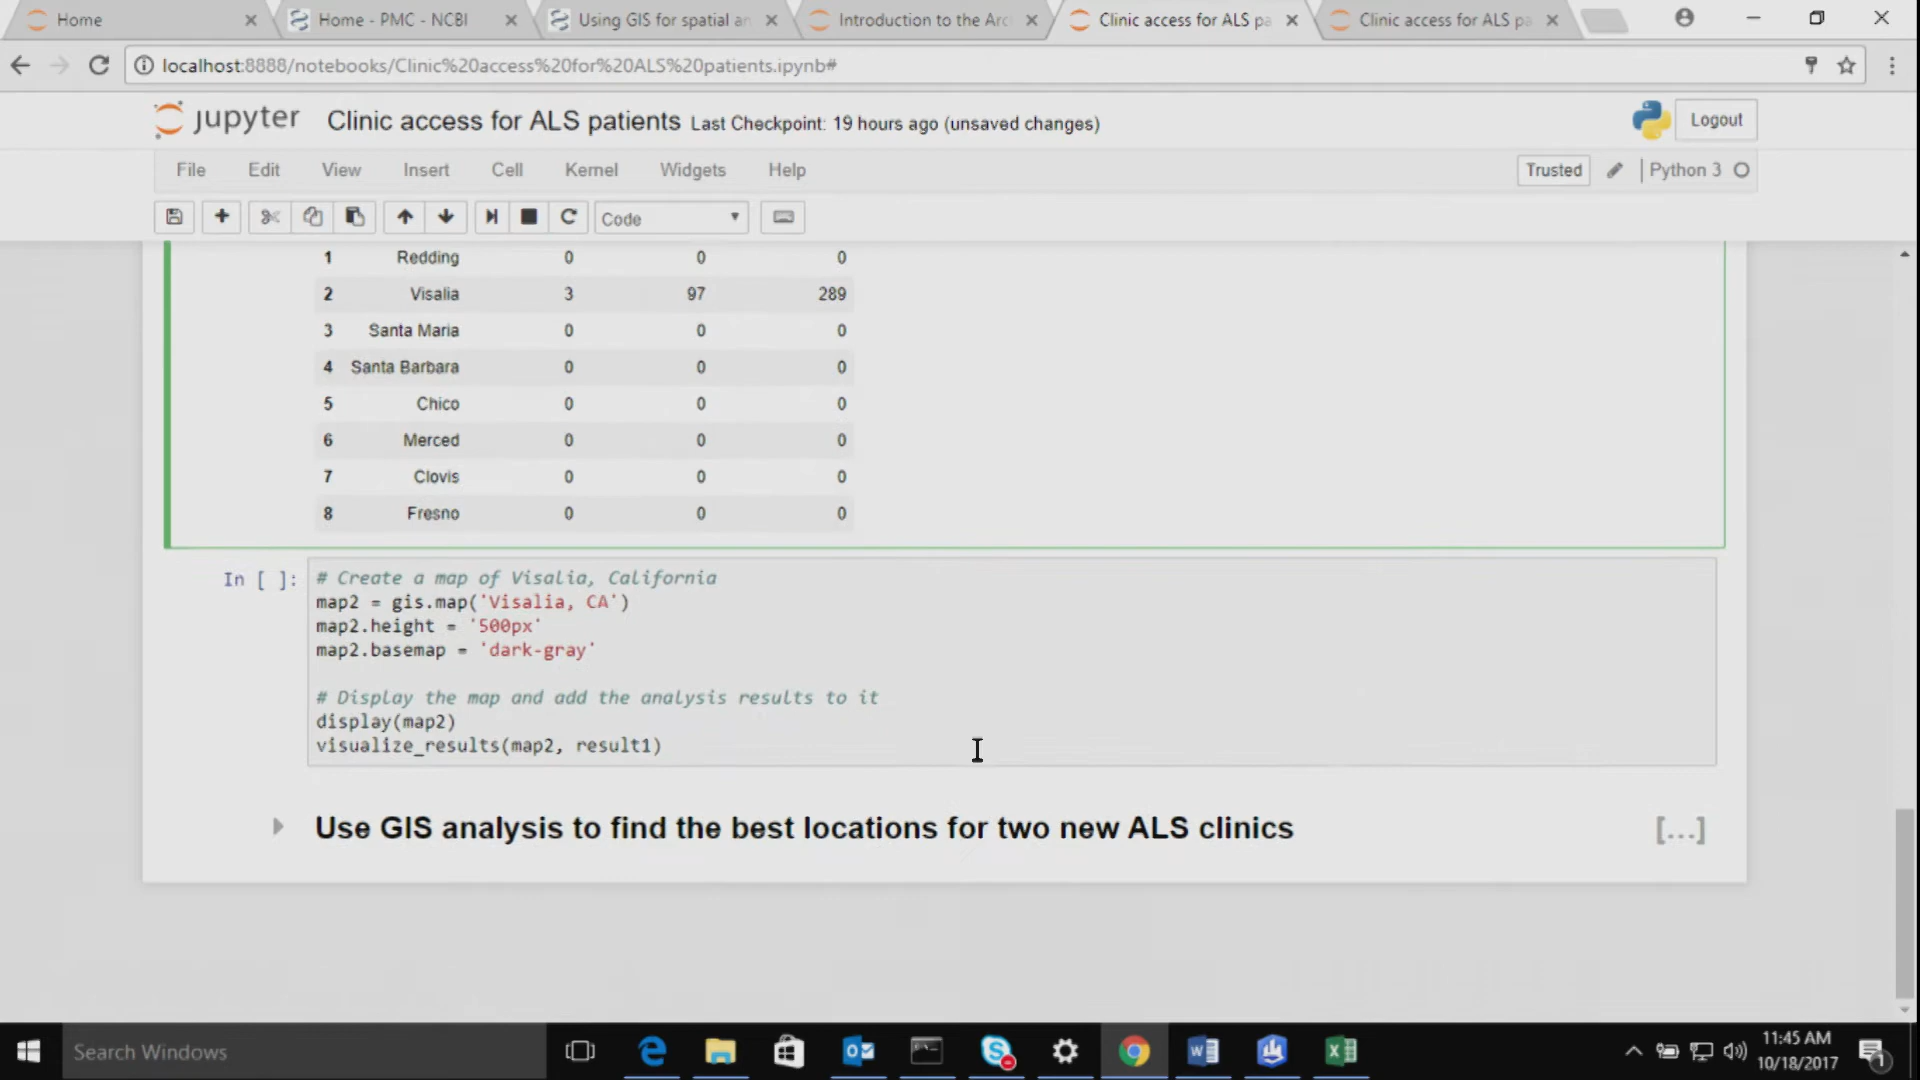 Home
Home - PMC - NCBI
Using GIS for spatial an
Introduction to the Arc
Clinic access for ALS pa
Clinic access for ALS pa
localhost:8888/notebooks/Clinic%20access%20for%20ALS%20patients.ipynb#
jupyter Clinic access for ALS patients Last Checkpoint: 19 hours ago (unsaved changes)
Logout
File Edit View Insert Cell Kernel Widgets Help
Trusted Python 3
Code
1 Redding 0 0 0
2 Visalia 3 97 289
3 Santa Maria 0 0 0
4 Santa Barbara 0 0 0
5 Chico 0 0 0
6 Merced 0 0 0
7 Clovis 0 0 0
8 Fresno 0 0 0
In [ ]: # Create a map of Visalia, California
map2 = gis.map('Visalia, CA')
map2.height = '500px'
map2.basemap = 'dark-gray'
# Display the map and add the analysis results to it
display(map2)
visualize_results(map2, result1)
Use GIS analysis to find the best locations for two new ALS clinics
[...]
Search Windows
11:45 AM
10/18/2017
1